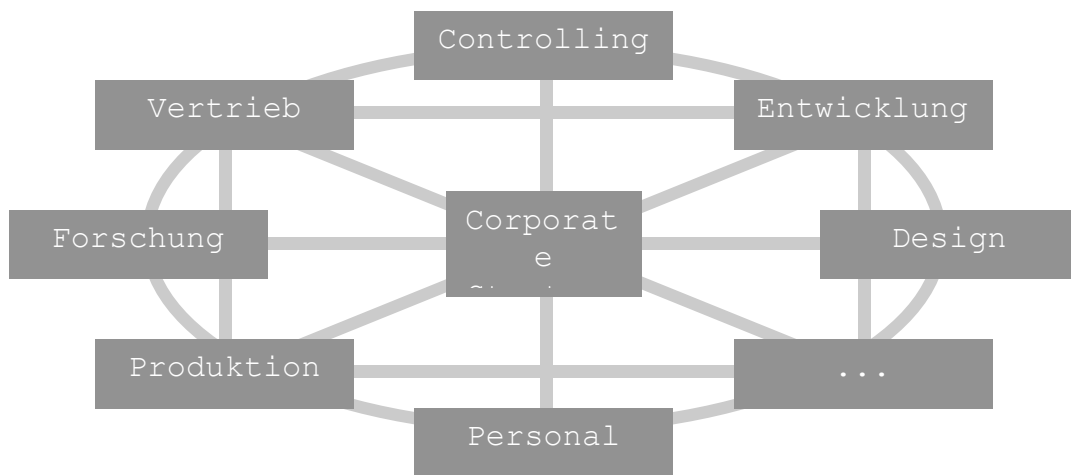 Controlling
Vertrieb
Entwicklung
Corporat
e
Forschung
Design
Produktion
...
Personal